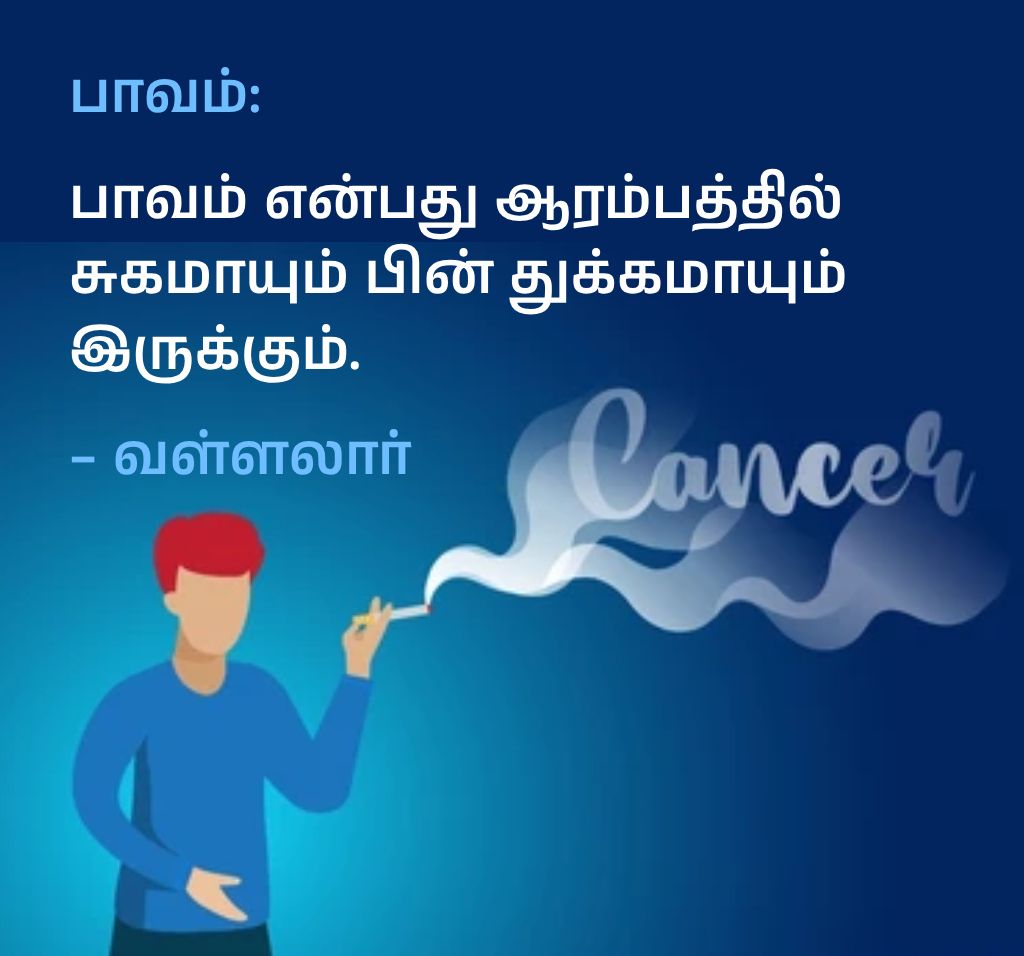 பாவம்:
பாவம் என்பது ஆரம்பத்தில்
சுகமாயும் பின் துக்கமாயும்
இருக்கும்.
– வள்ளலார்
Cancer